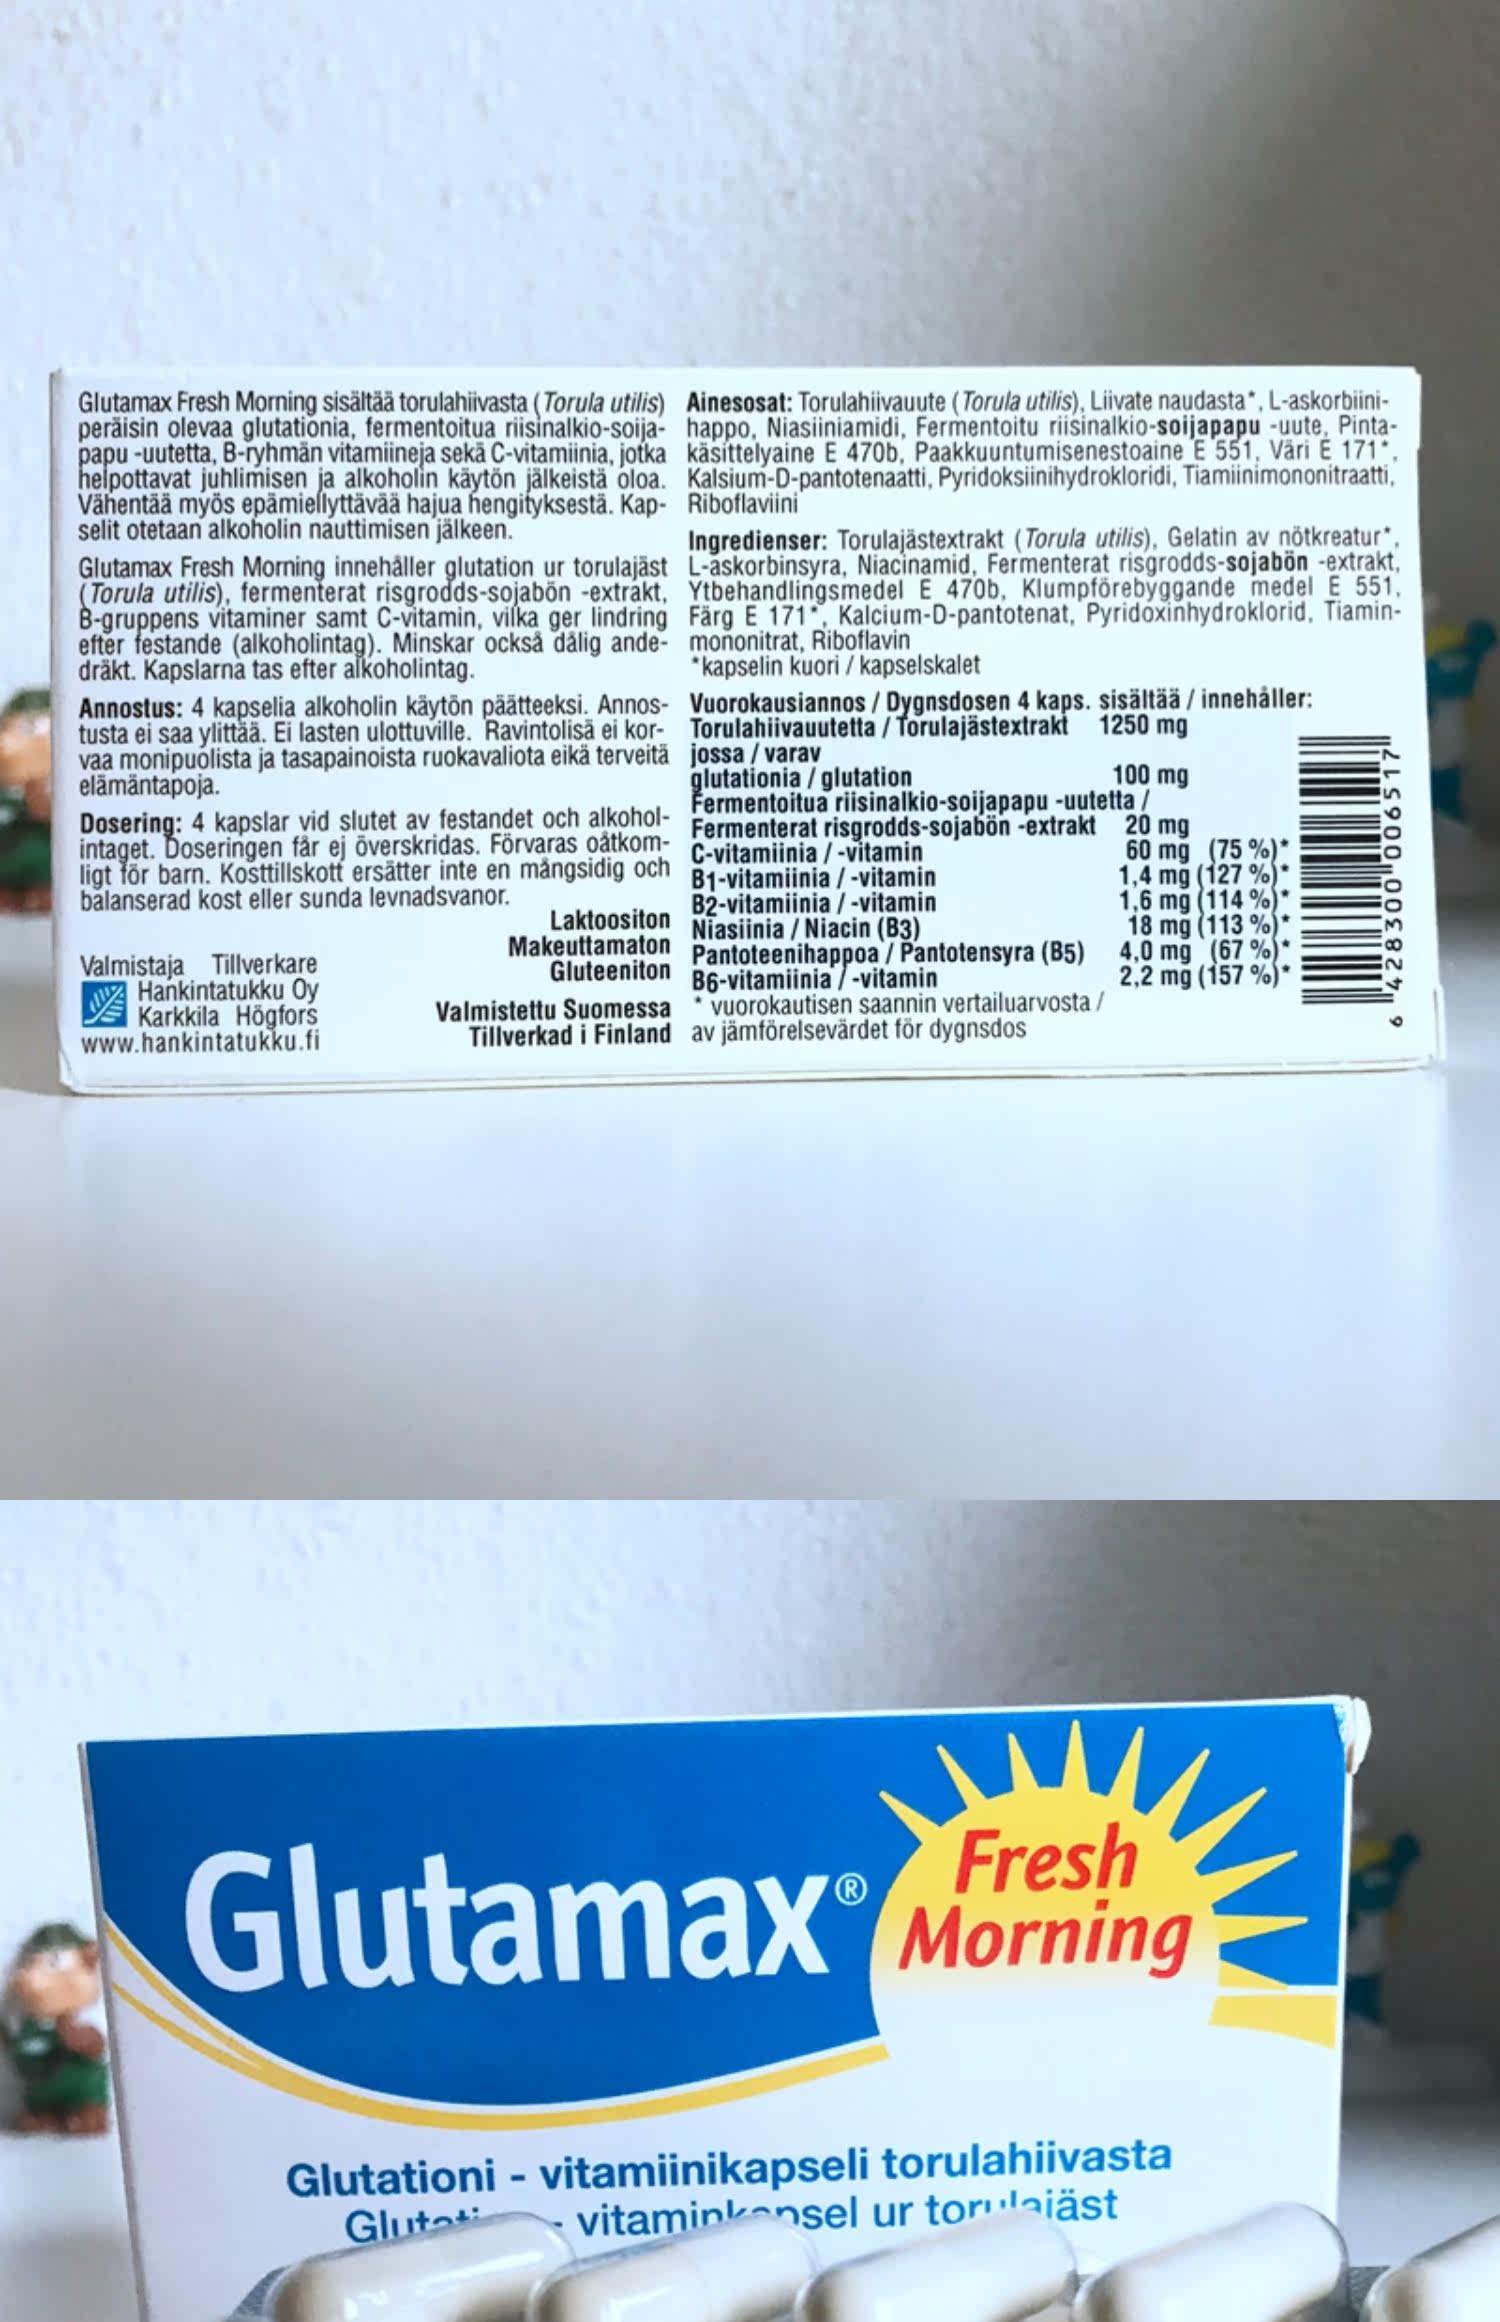 Glutamax Fresh Morning sisältää torulahiivasta (Torula utilis)
peräisin olevaa glutationia, fermentoitua riisinalkio-soija-
papu -uutetta, B-ryhmän vitamiineja sekä C-vitamiinia, jotka
helpottavat juhlimisen ja alkoholin käytön jälkeistä oloa.
Vähentää myös epämiellyttävää hajua hengityksestä. Kap-
selit otetaan alkoholin nauttimisen jälkeen.
Glutamax Fresh Morning innehåller glutation ur torulajäst
(Torula utilis), fermenterat risgrodds-sojabön -extrakt,
B-gruppens vitaminer samt C-vitamin, vilka ger lindring
efter festande (alkoholintag). Minskar också dålig ande-
dräkt. Kapslarna tas efter alkoholintag.
Annostus: 4 kapselia alkoholin käytön päätteeksi. Annos-
tusta ei saa ylittää. Ei lasten ulottuville. Ravintolisä ei kor-
vaa monipuolista ja tasapainoista ruokavaliota eikä terveitä
elämäntapoja.
Dosering: 4 kapslar vid slutet av festandet och alkohol-
intaget. Doseringen får ej överskridas. Förvaras oåtkom-
ligt för barn. Kosttillskott ersätter inte en mångsidig och
balanserad kost eller sunda levnadsvanor.
Laktoositon
Makeuttamaton
Gluteeniton
Valmistaja Tillverkare
Hankintatukku Oy
Karkkila Högfors
www.hankintatukku.fi
Valmistettu Suomessa
Tillverkad i Finland
Ainesosat: Torulahiivauute (Torula utilis), Liivate naudasta*, L-askorbiini-
happo, Niasiiniamidi, Fermentoitu riisinalkio-soijapapu -uute, Pinta-
käsittelyaine E 470b, Paakkuuntumisenestoaine E 551, Väri E 171*,
Kalsium-D-pantotenaatti, Pyridoksiinihydrokloridi, Tiamiinimononitraatti,
Riboflaviini
Ingredienser: Torulajästextrakt (Torula utilis), Gelatin av nötkreatur*,
L-askorbinsyra, Niacinamid, Fermenterat risgrodds-sojabön -extrakt,
Ytbehandlingsmedel E 470b, Klumpförebyggande medel E 551,
Färg E 171*, Kalcium-D-pantotenat, Pyridoxinhydroklorid, Tiamin-
mononitrat, Riboflavin
*kapselin kuori / kapselskalet
Vuorokausiannos / Dygnsdosen 4 kaps. sisältää / innehåller:
Torulahiivauutetta / Torulajästextrakt 1250 mg
jossa / varav
glutationia / glutation 100 mg
Fermentoitua riisinalkio-soijapapu -uutetta /
Fermenterat risgrodds-sojabön -extrakt 20 mg
C-vitamiinia / -vitamin 60 mg (75 %)*
B1-vitamiinia / -vitamin 1,4 mg (127 %)*
B2-vitamiinia / -vitamin 1,6 mg (114 %)*
Niasiinia / Niacin (B3) 18 mg (113 %)*
Pantoteenihappoa / Pantotensyra (B5) 4,0 mg (67 %)*
B6-vitamiinia / -vitamin 2,2 mg (157 %)*
* vuorokautisen saannin vertailuarvosta /
av jämförelsevärdet för dygnsdos
6 428300 006517
Glutamax®
Fresh
Morning
Glutationi - vitamiinikapseli torulahiivasta
- vitaminkapsel ur torulajäst